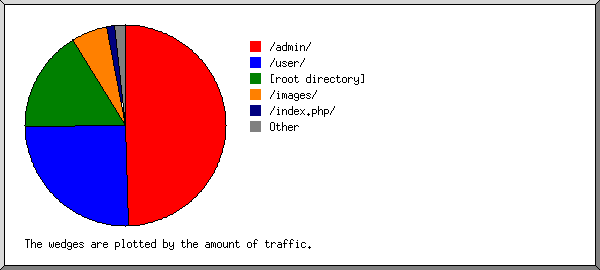 /admin/
/user/
[root directory]
/images/
/index.php/
Other
The wedges are plotted by the amount of traffic.